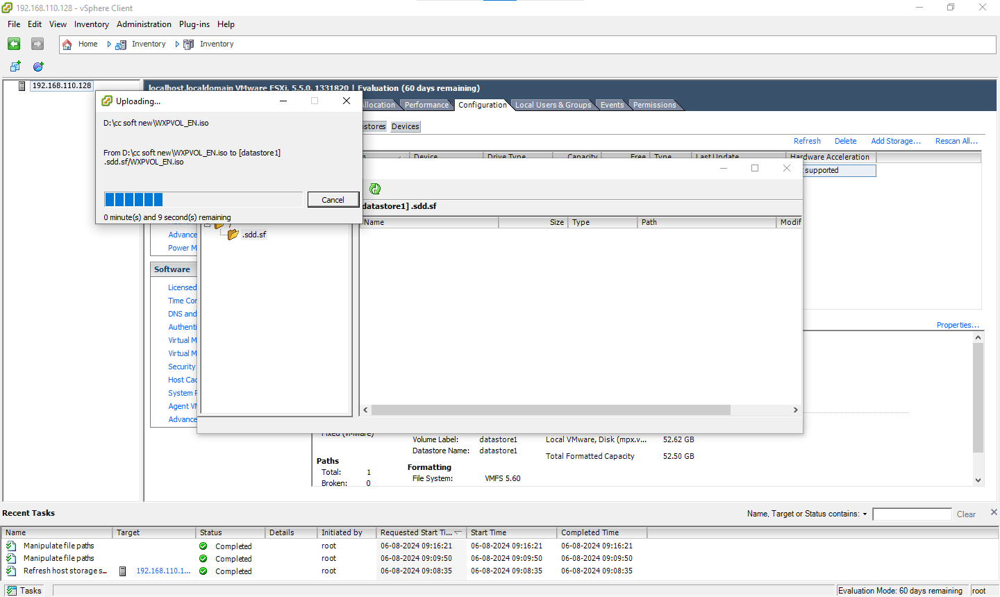 192.168.110.128 - vSphere Client
File Edit View Inventory Administration Plug-ins Help
Home Inventory Inventory
192.168.110.128
localhost.localdomain VMware ESXi, 5.5.0, 1331820 | Evaluation (60 days remaining)
Performance Configuration Local Users & Groups Events Permissions
Devices
Refresh Delete Add Storage... Rescan All...
Device Drive Type Capacity Free Type Last Update Hardware Acceleration
supported
Uploading...
D:\cc soft new\WXPVOL_EN.iso
From D:\cc soft new\WXPVOL_EN.iso to [datastore1]
.sdd.sf/WXPVOL_EN.iso
Cancel
0 minute(s) and 9 second(s) remaining
datastore1] .sdd.sf
Name Size Type Path Modif
/
.sdd.sf
Advance
Power M
Software
Licensed
Time Cor
DNS and
Authenti
Virtual M
Virtual M
Security
Host Cac
System R
Agent VM
Advance
Properties...
Fixed (VMware)
Volume Label: datastore1 Local VMware, Disk (mpx.v... 52.62 GB
Datastore Name: datastore1
Total Formatted Capacity 52.50 GB
Paths
Total: 1
Broken: 0
Formatting
File System: VMFS 5.60
Recent Tasks
Name, Target or Status contains: Clear
Name Target Status Details Initiated by Requested Start Ti... Start Time Completed Time
Manipulate file paths Completed root 06-08-2024 09:16:21 06-08-2024 09:16:21 06-08-2024 09:16:21
Manipulate file paths Completed root 06-08-2024 09:09:50 06-08-2024 09:09:50 06-08-2024 09:09:50
Refresh host storage s... 192.168.110.1... Completed root 06-08-2024 09:08:35 06-08-2024 09:08:35 06-08-2024 09:08:35
Tasks Evaluation Mode: 60 days remaining root